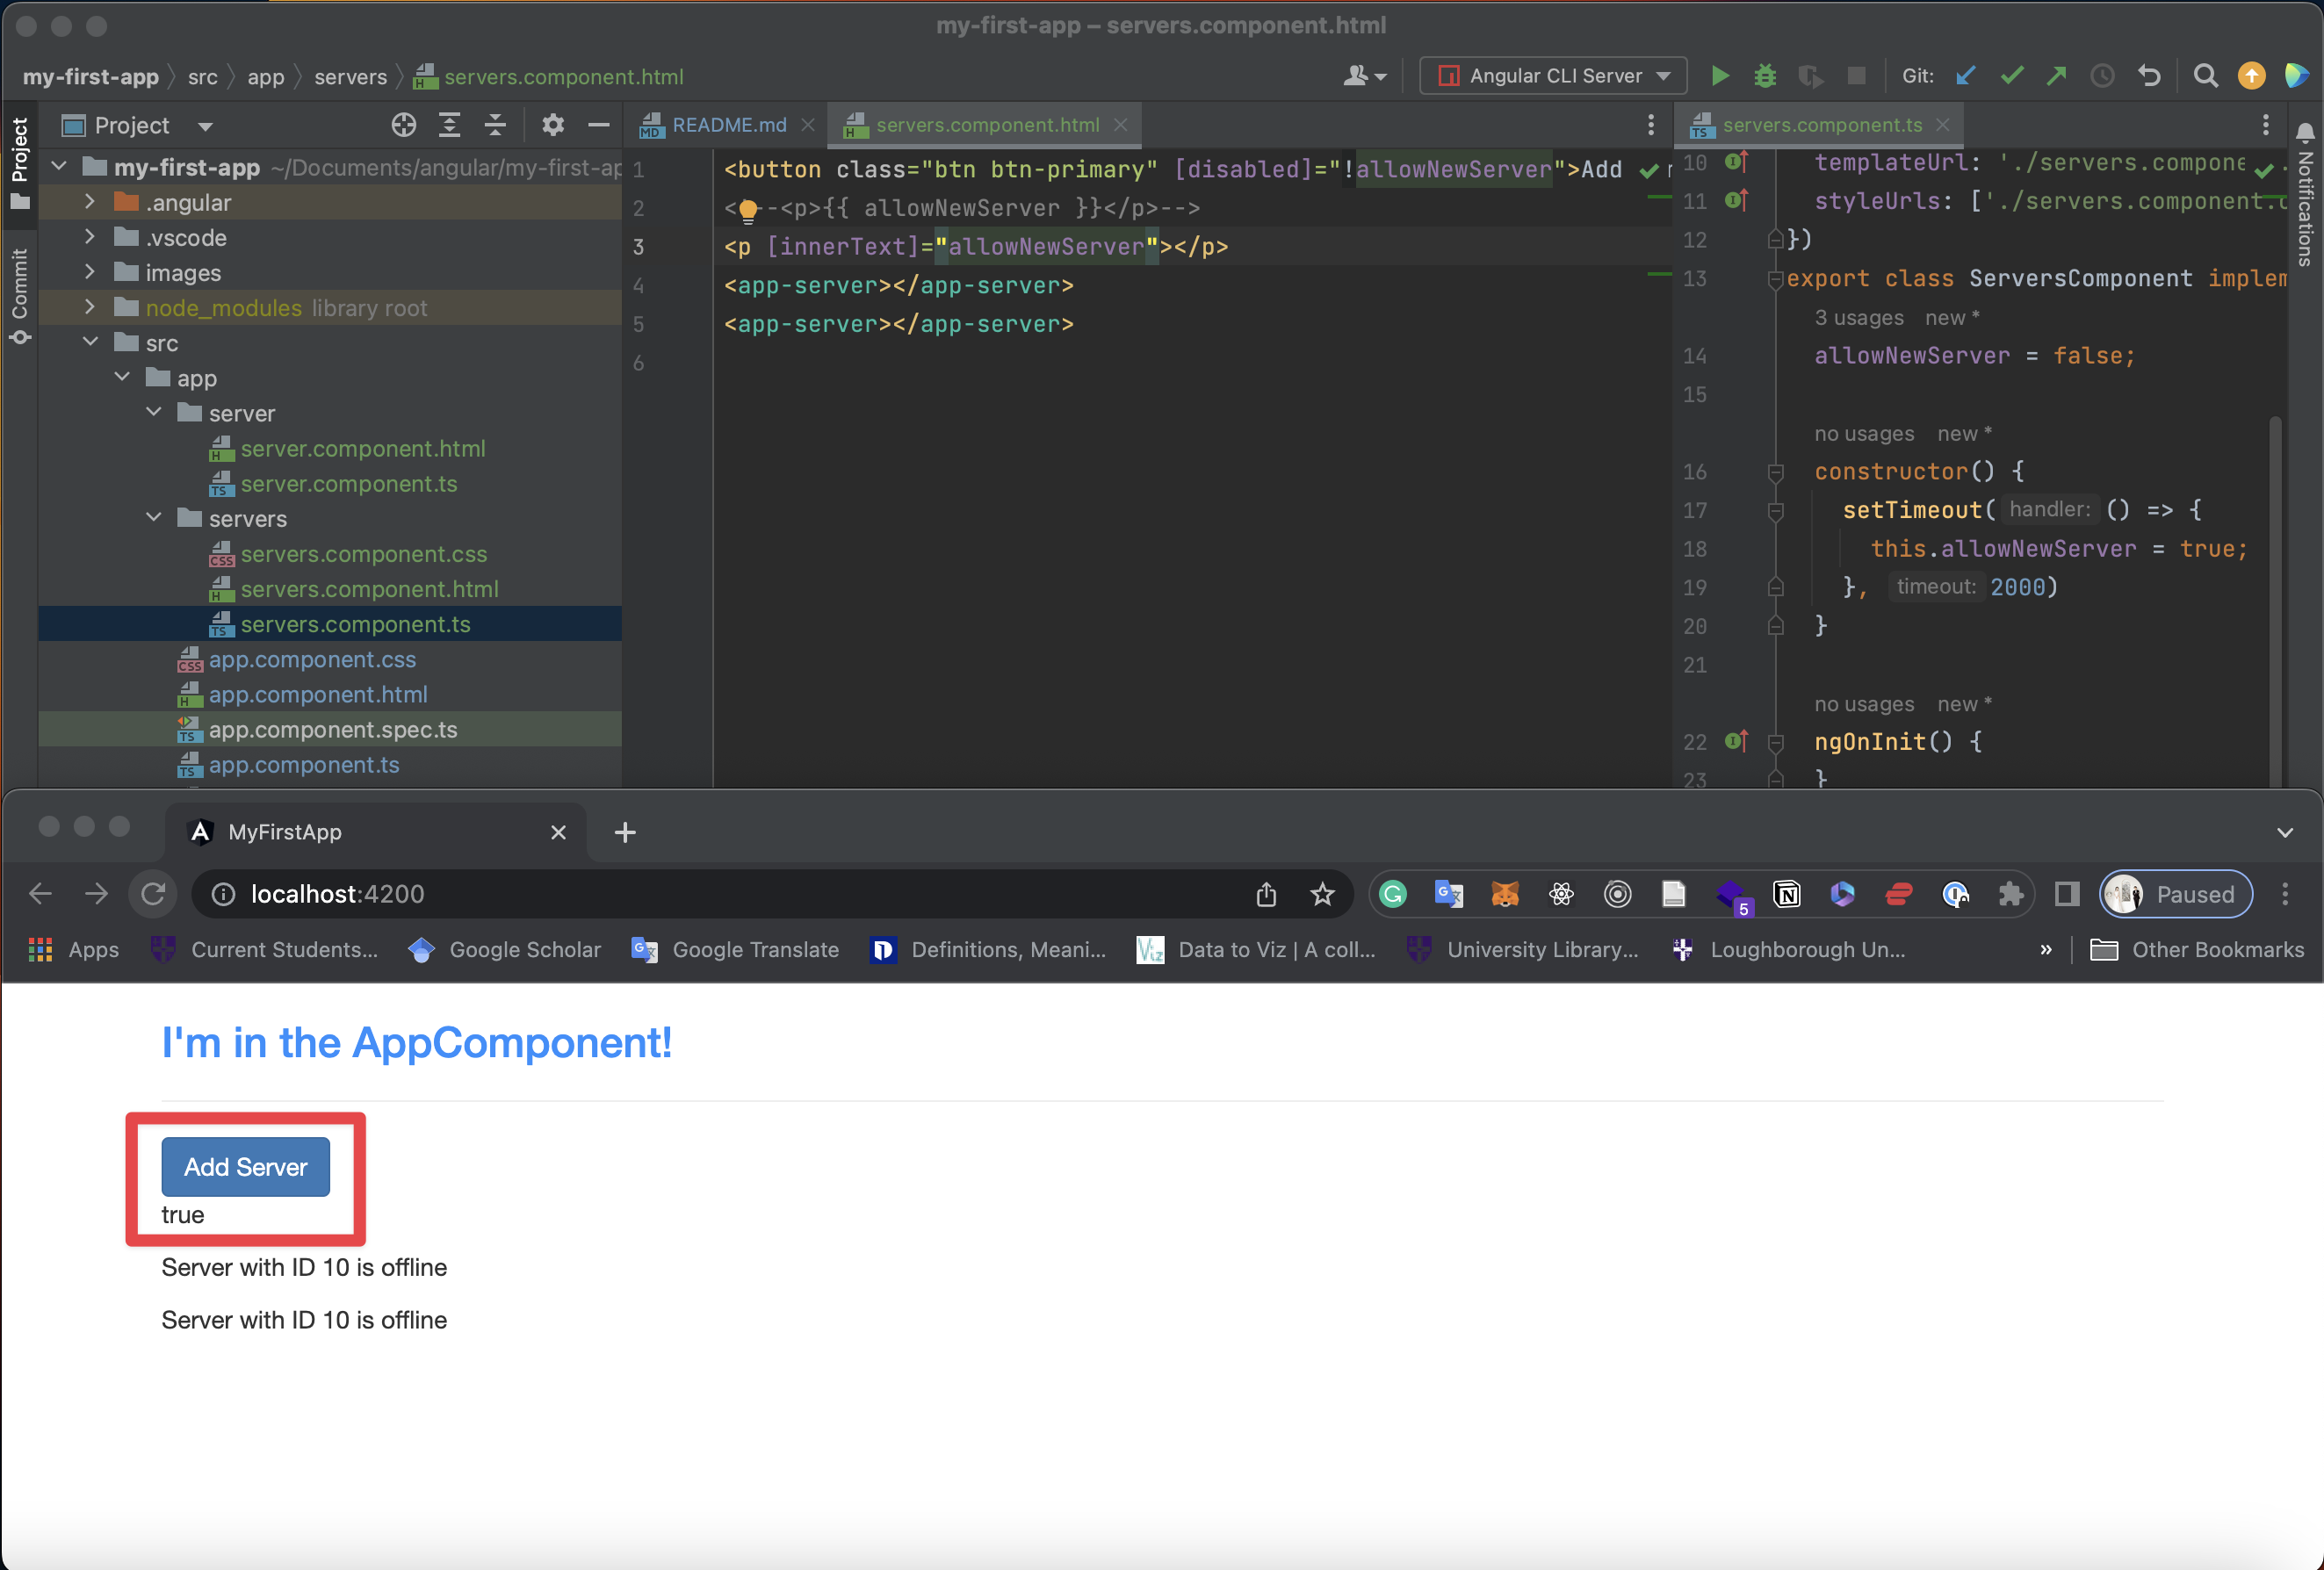 my-first-app – servers.component.html
my-first-app src app servers servers.component.html
Angular CLI Server
Git:
Project
README.md
servers.component.html
servers.component.ts
Project
Commit
Notifications
my-first-app ~/Documents/angular/my-first-ap
.angular
.vscode
images
node_modules library root
src
app
server
server.component.html
server.component.ts
servers
servers.component.css
servers.component.html
servers.component.ts
app.component.css
app.component.html
app.component.spec.ts
app.component.ts
1 <button class="btn btn-primary" [disabled]="!allowNewServer">Add
2 <--<p>{{ allowNewServer }}</p>-->
3 <p [innerText]="allowNewServer"></p>
4 <app-server></app-server>
5 <app-server></app-server>
6
10 templateUrl: './servers.compone
11 styleUrls: ['./servers.component.
12 })
13 export class ServersComponent implem
3 usages new *
14 allowNewServer = false;
15
no usages new *
16 constructor() {
17 setTimeout( handler: () => {
18 this.allowNewServer = true;
19 }, timeout: 2000)
20 }
21
no usages new *
22 ngOnInit() {
23 }
MyFirstApp
localhost:4200
5
Paused
Apps
Current Students...
Google Scholar
Google Translate
Definitions, Meani...
Data to Viz | A coll...
University Library...
Loughborough Un...
»
Other Bookmarks
I'm in the AppComponent!
Add Server
true
Server with ID 10 is offline
Server with ID 10 is offline